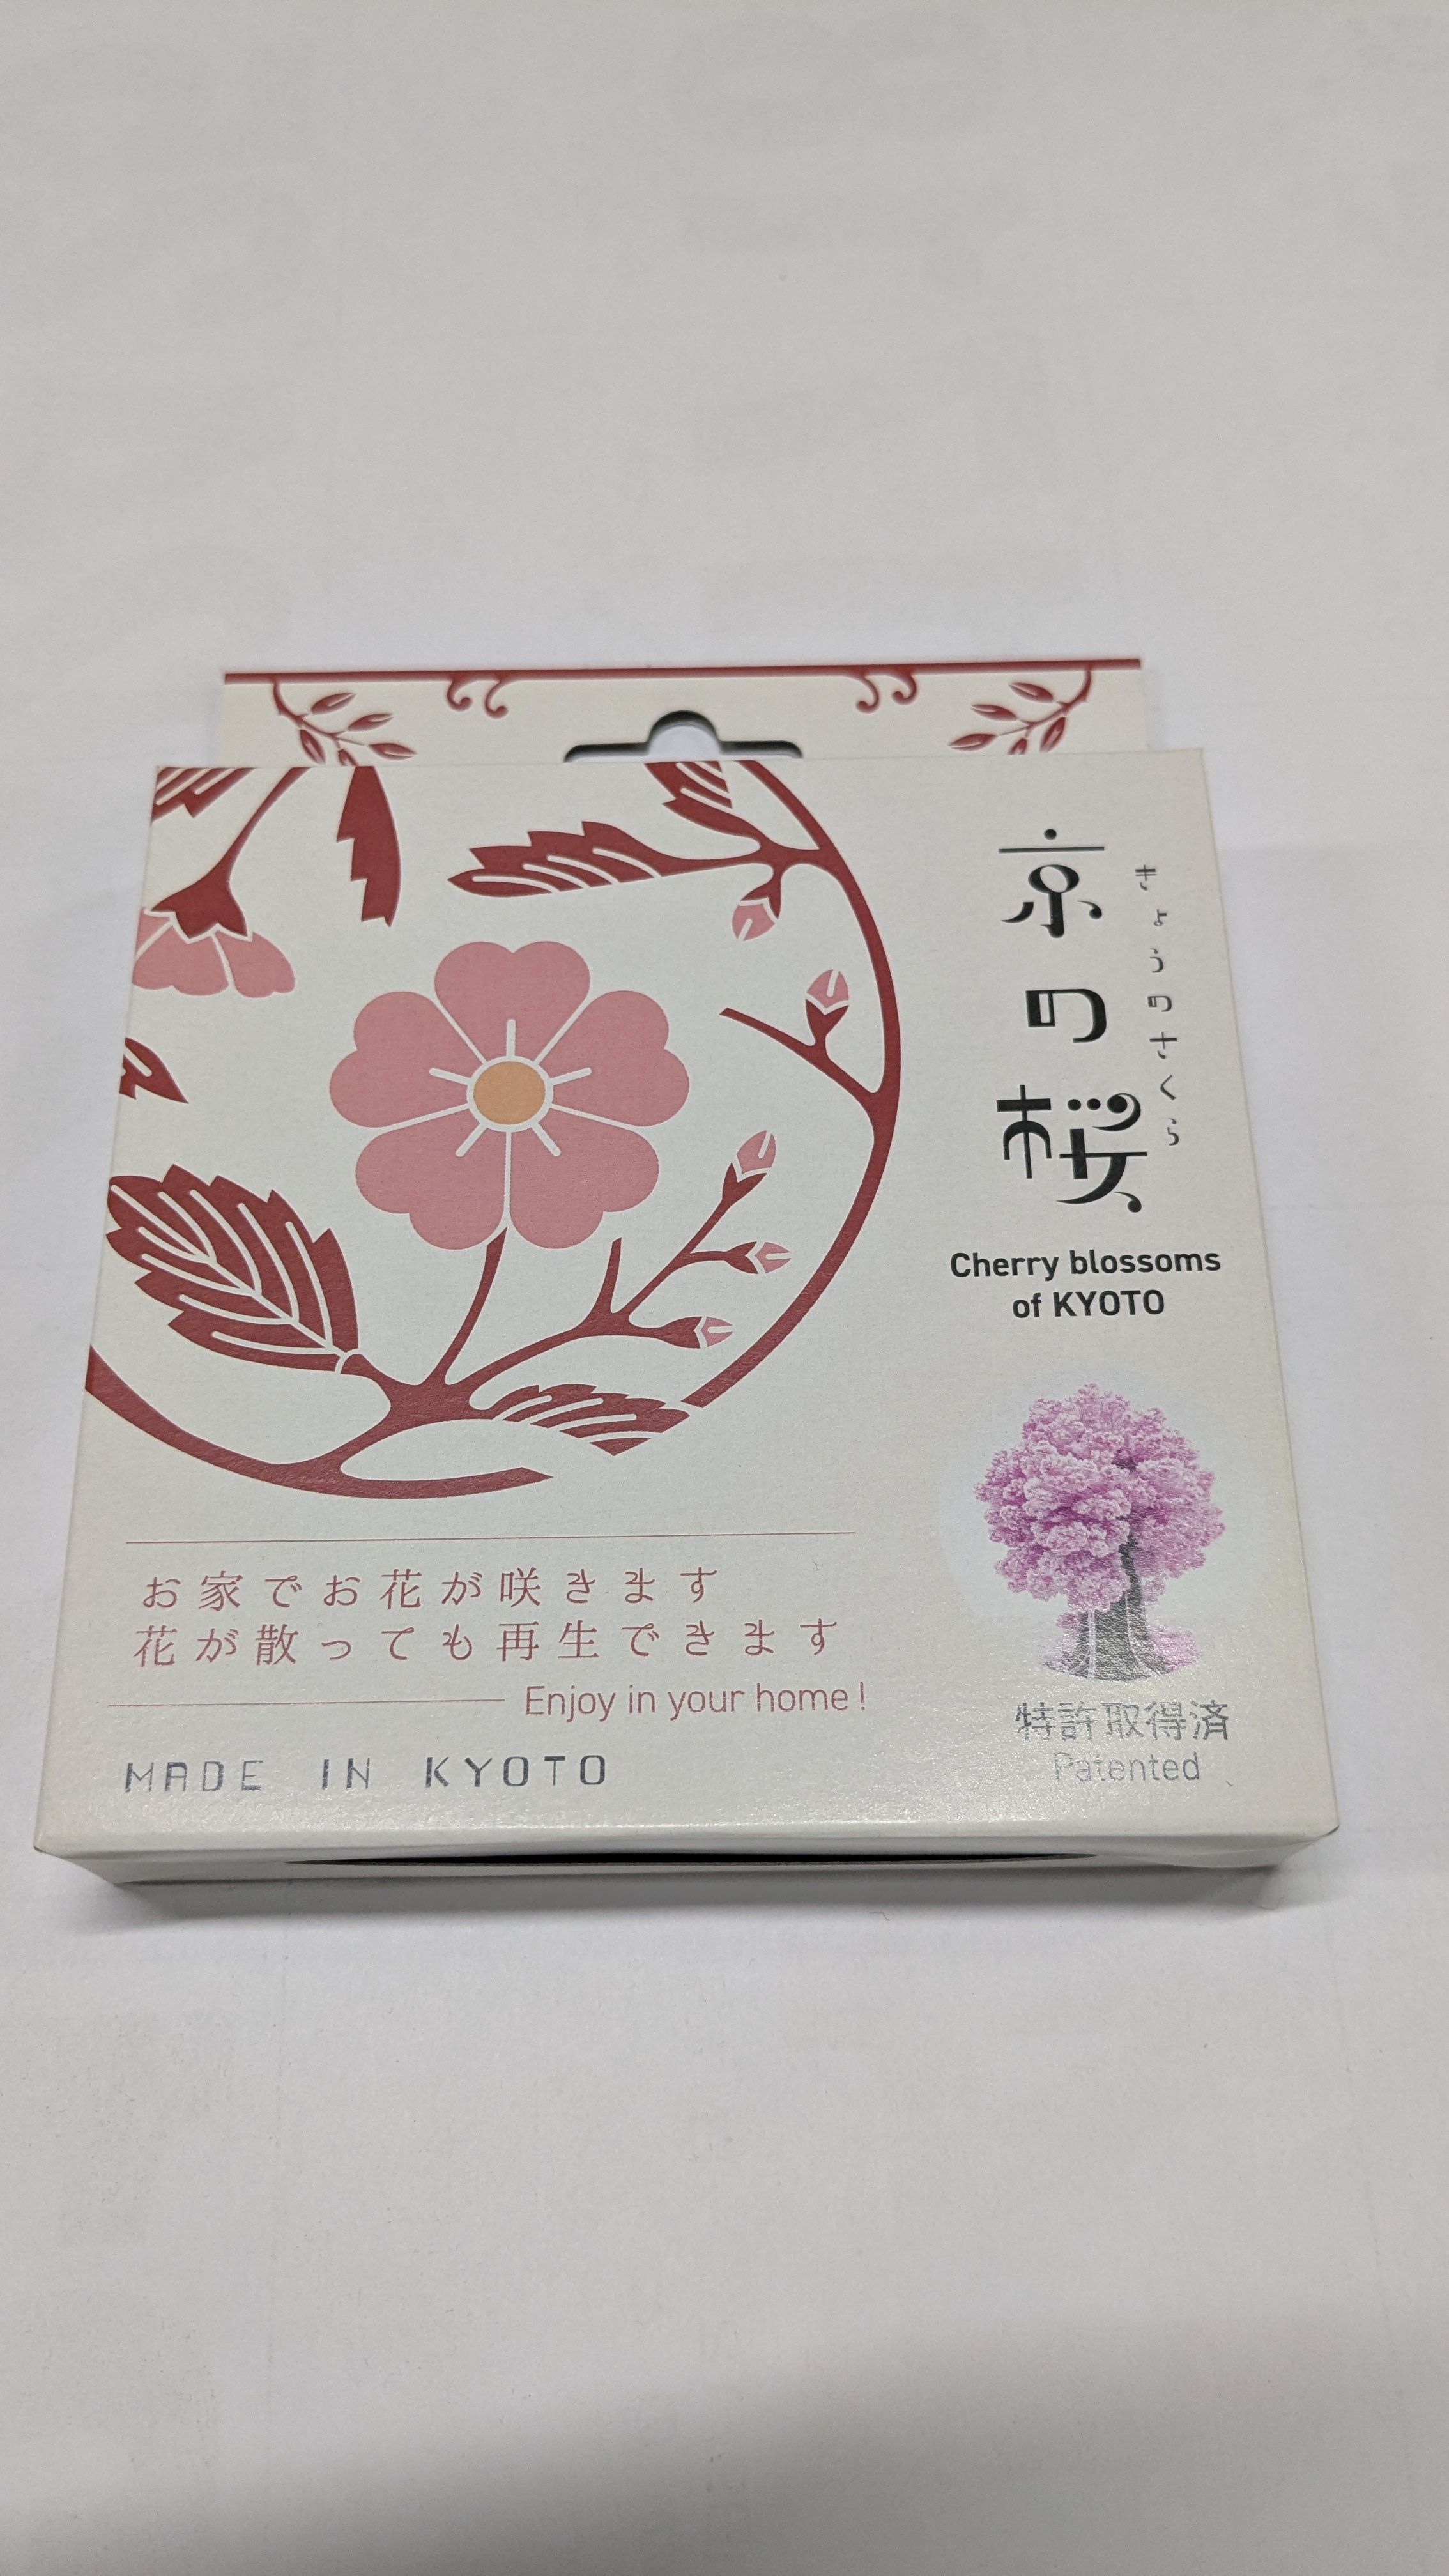 京の桜
きょうのさくら
Cherry blossoms
of KYOTO
お家でお花が咲きます
花が散っても再生できます
Enjoy in your home!
MADE IN KYOTO
特許取得済
Patented